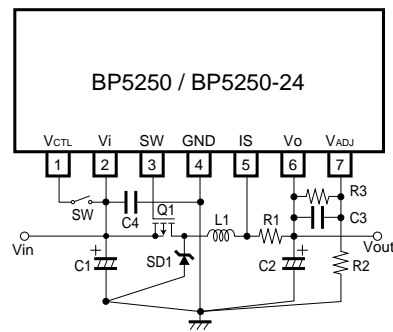 BP5250 / BP5250-24
VCTL Vi SW GND IS Vo VADJ
1 2 3 4 5 6 7
SW C4 Q1 L1 R1 R3
C3
Vin Vout
C1 + SD1 C2 + R2